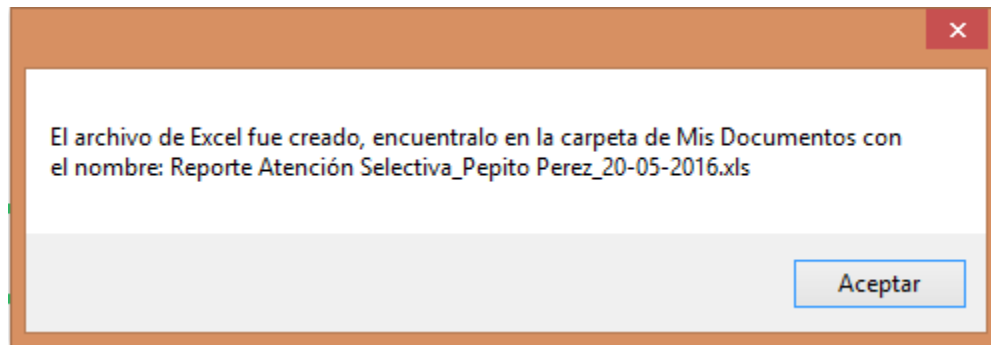 El archivo de Excel fue creado, encuentralo en la carpeta de Mis Documentos con
el nombre: Reporte Atención Selectiva_Pepito Perez_20-05-2016.xls
Aceptar